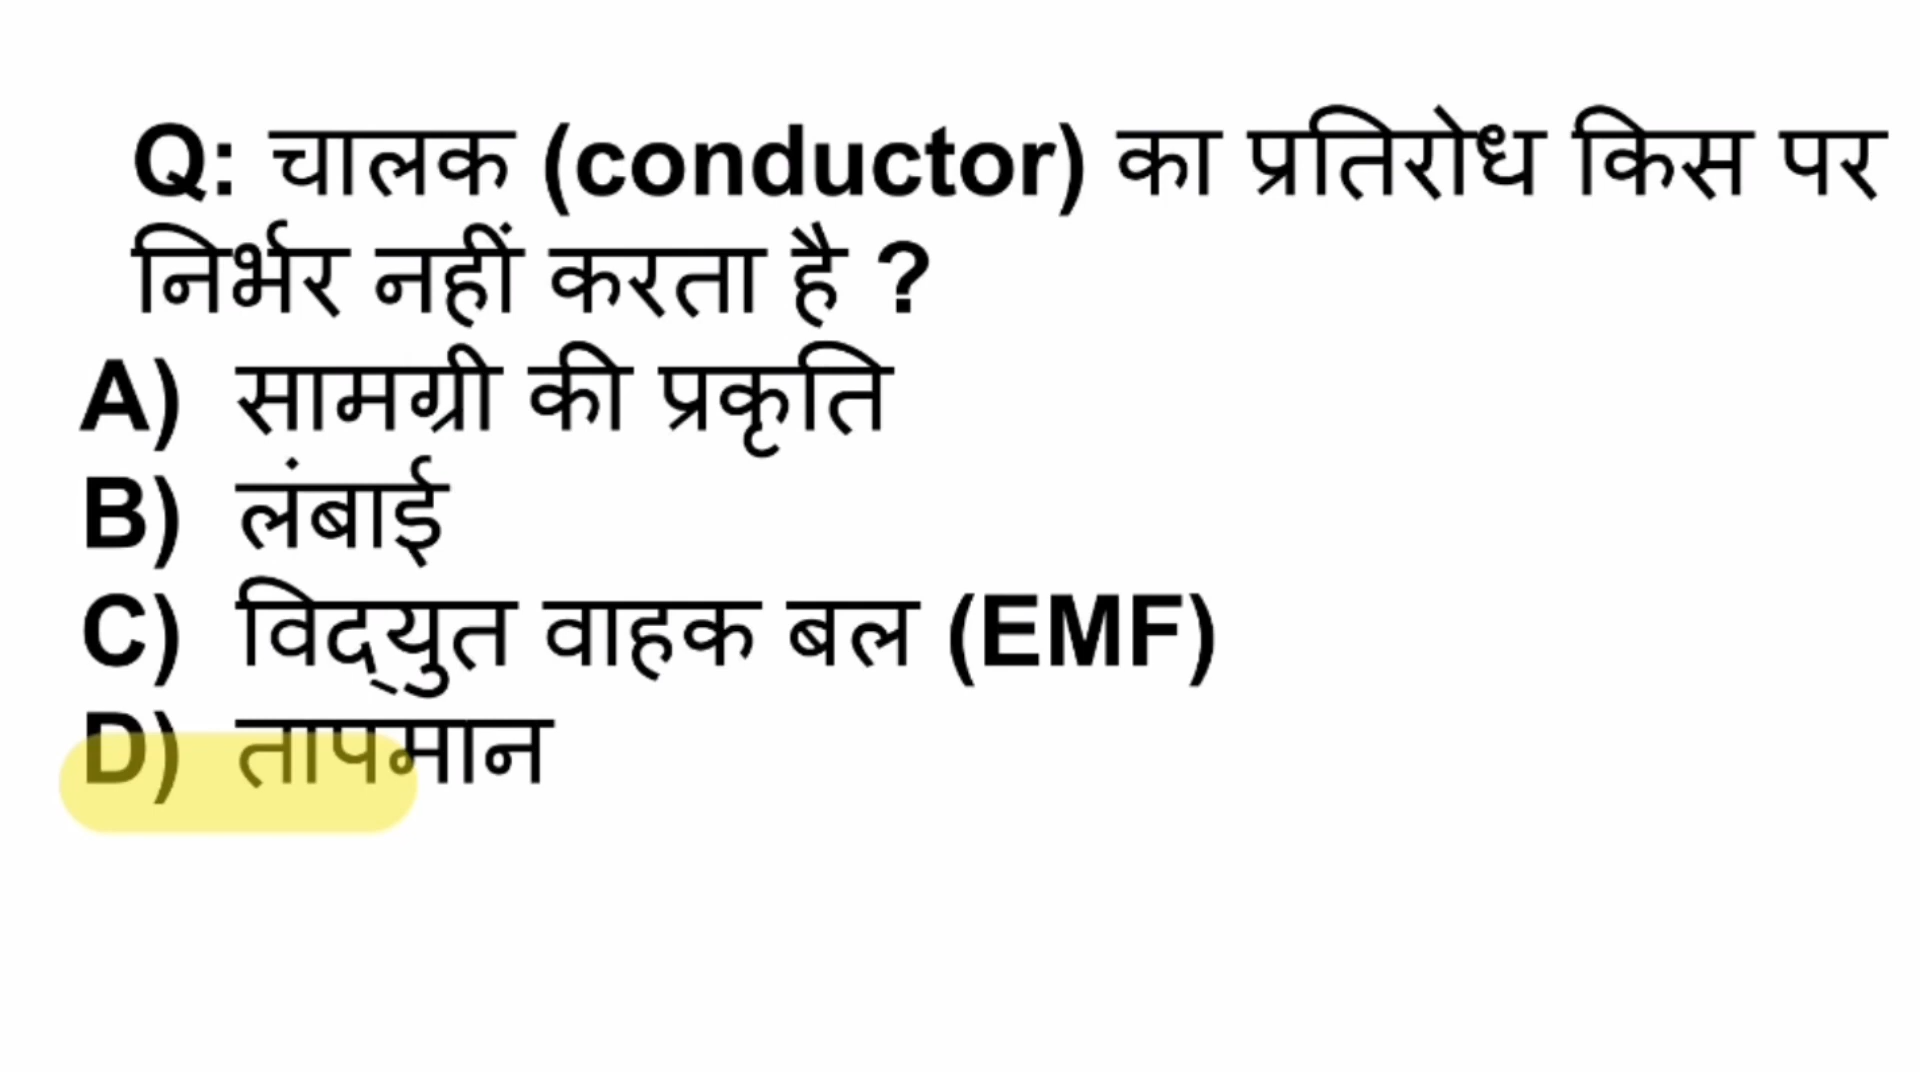 Q: चालक (conductor) का प्रतिरोध किस पर
निर्भर नहीं करता है ?
A) सामग्री की प्रकृति
B) लंबाई
C) विद्युत वाहक बल (EMF)
D) तापमान